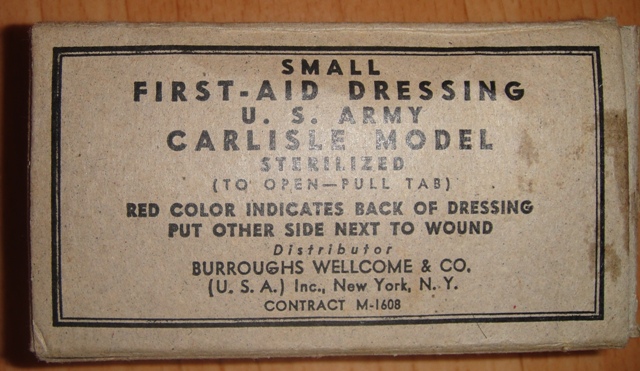 SMALL
FIRST-AID DRESSING
U. S. ARMY
CARLISLE MODEL
STERILIZED
(TO OPEN—PULL TAB)
RED COLOR INDICATES BACK OF DRESSING
PUT OTHER SIDE NEXT TO WOUND
Distributor
BURROUGHS WELLCOME & CO.
(U. S. A.) Inc., New York, N. Y.
CONTRACT M-1608